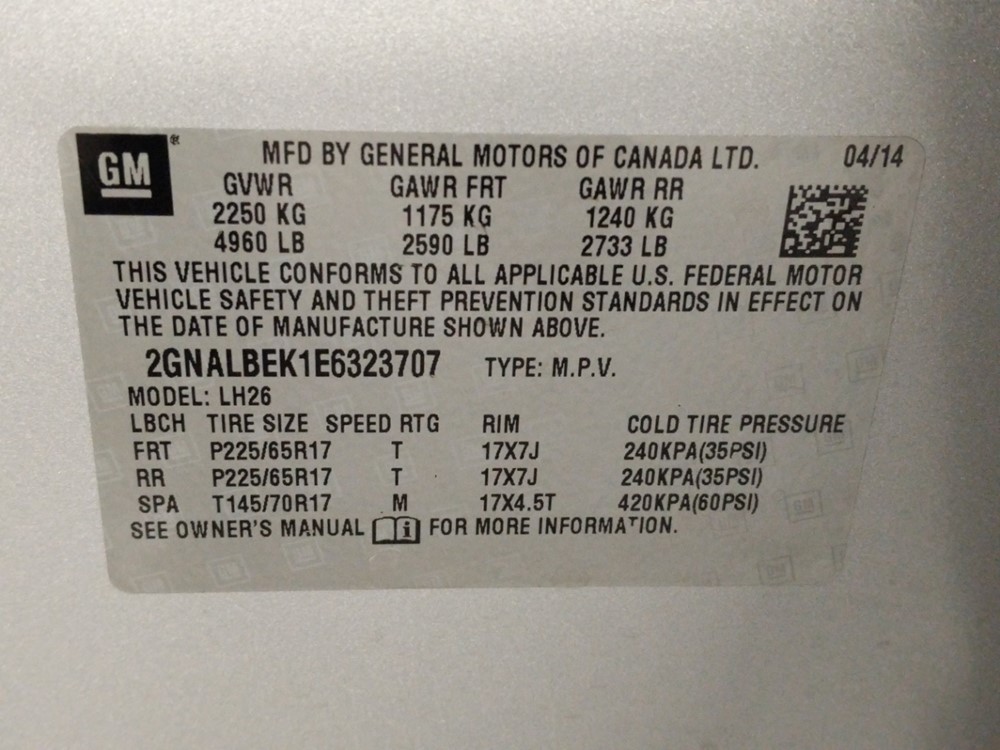 GM® MFD BY GENERAL MOTORS OF CANADA LTD. 04/14
GVWR GAWR FRT GAWR RR
2250 KG 1175 KG 1240 KG
4960 LB 2590 LB 2733 LB
THIS VEHICLE CONFORMS TO ALL APPLICABLE U.S. FEDERAL MOTOR
VEHICLE SAFETY AND THEFT PREVENTION STANDARDS IN EFFECT ON
THE DATE OF MANUFACTURE SHOWN ABOVE.
2GNALBEK1E6323707 TYPE: M.P.V.
MODEL: LH26
LBCH TIRE SIZE SPEED RTG RIM COLD TIRE PRESSURE
FRT P225/65R17 T 17X7J 240KPA(35PSI)
RR P225/65R17 T 17X7J 240KPA(35PSI)
SPA T145/70R17 M 17X4.5T 420KPA(60PSI)
SEE OWNER'S MANUAL i FOR MORE INFORMATION.